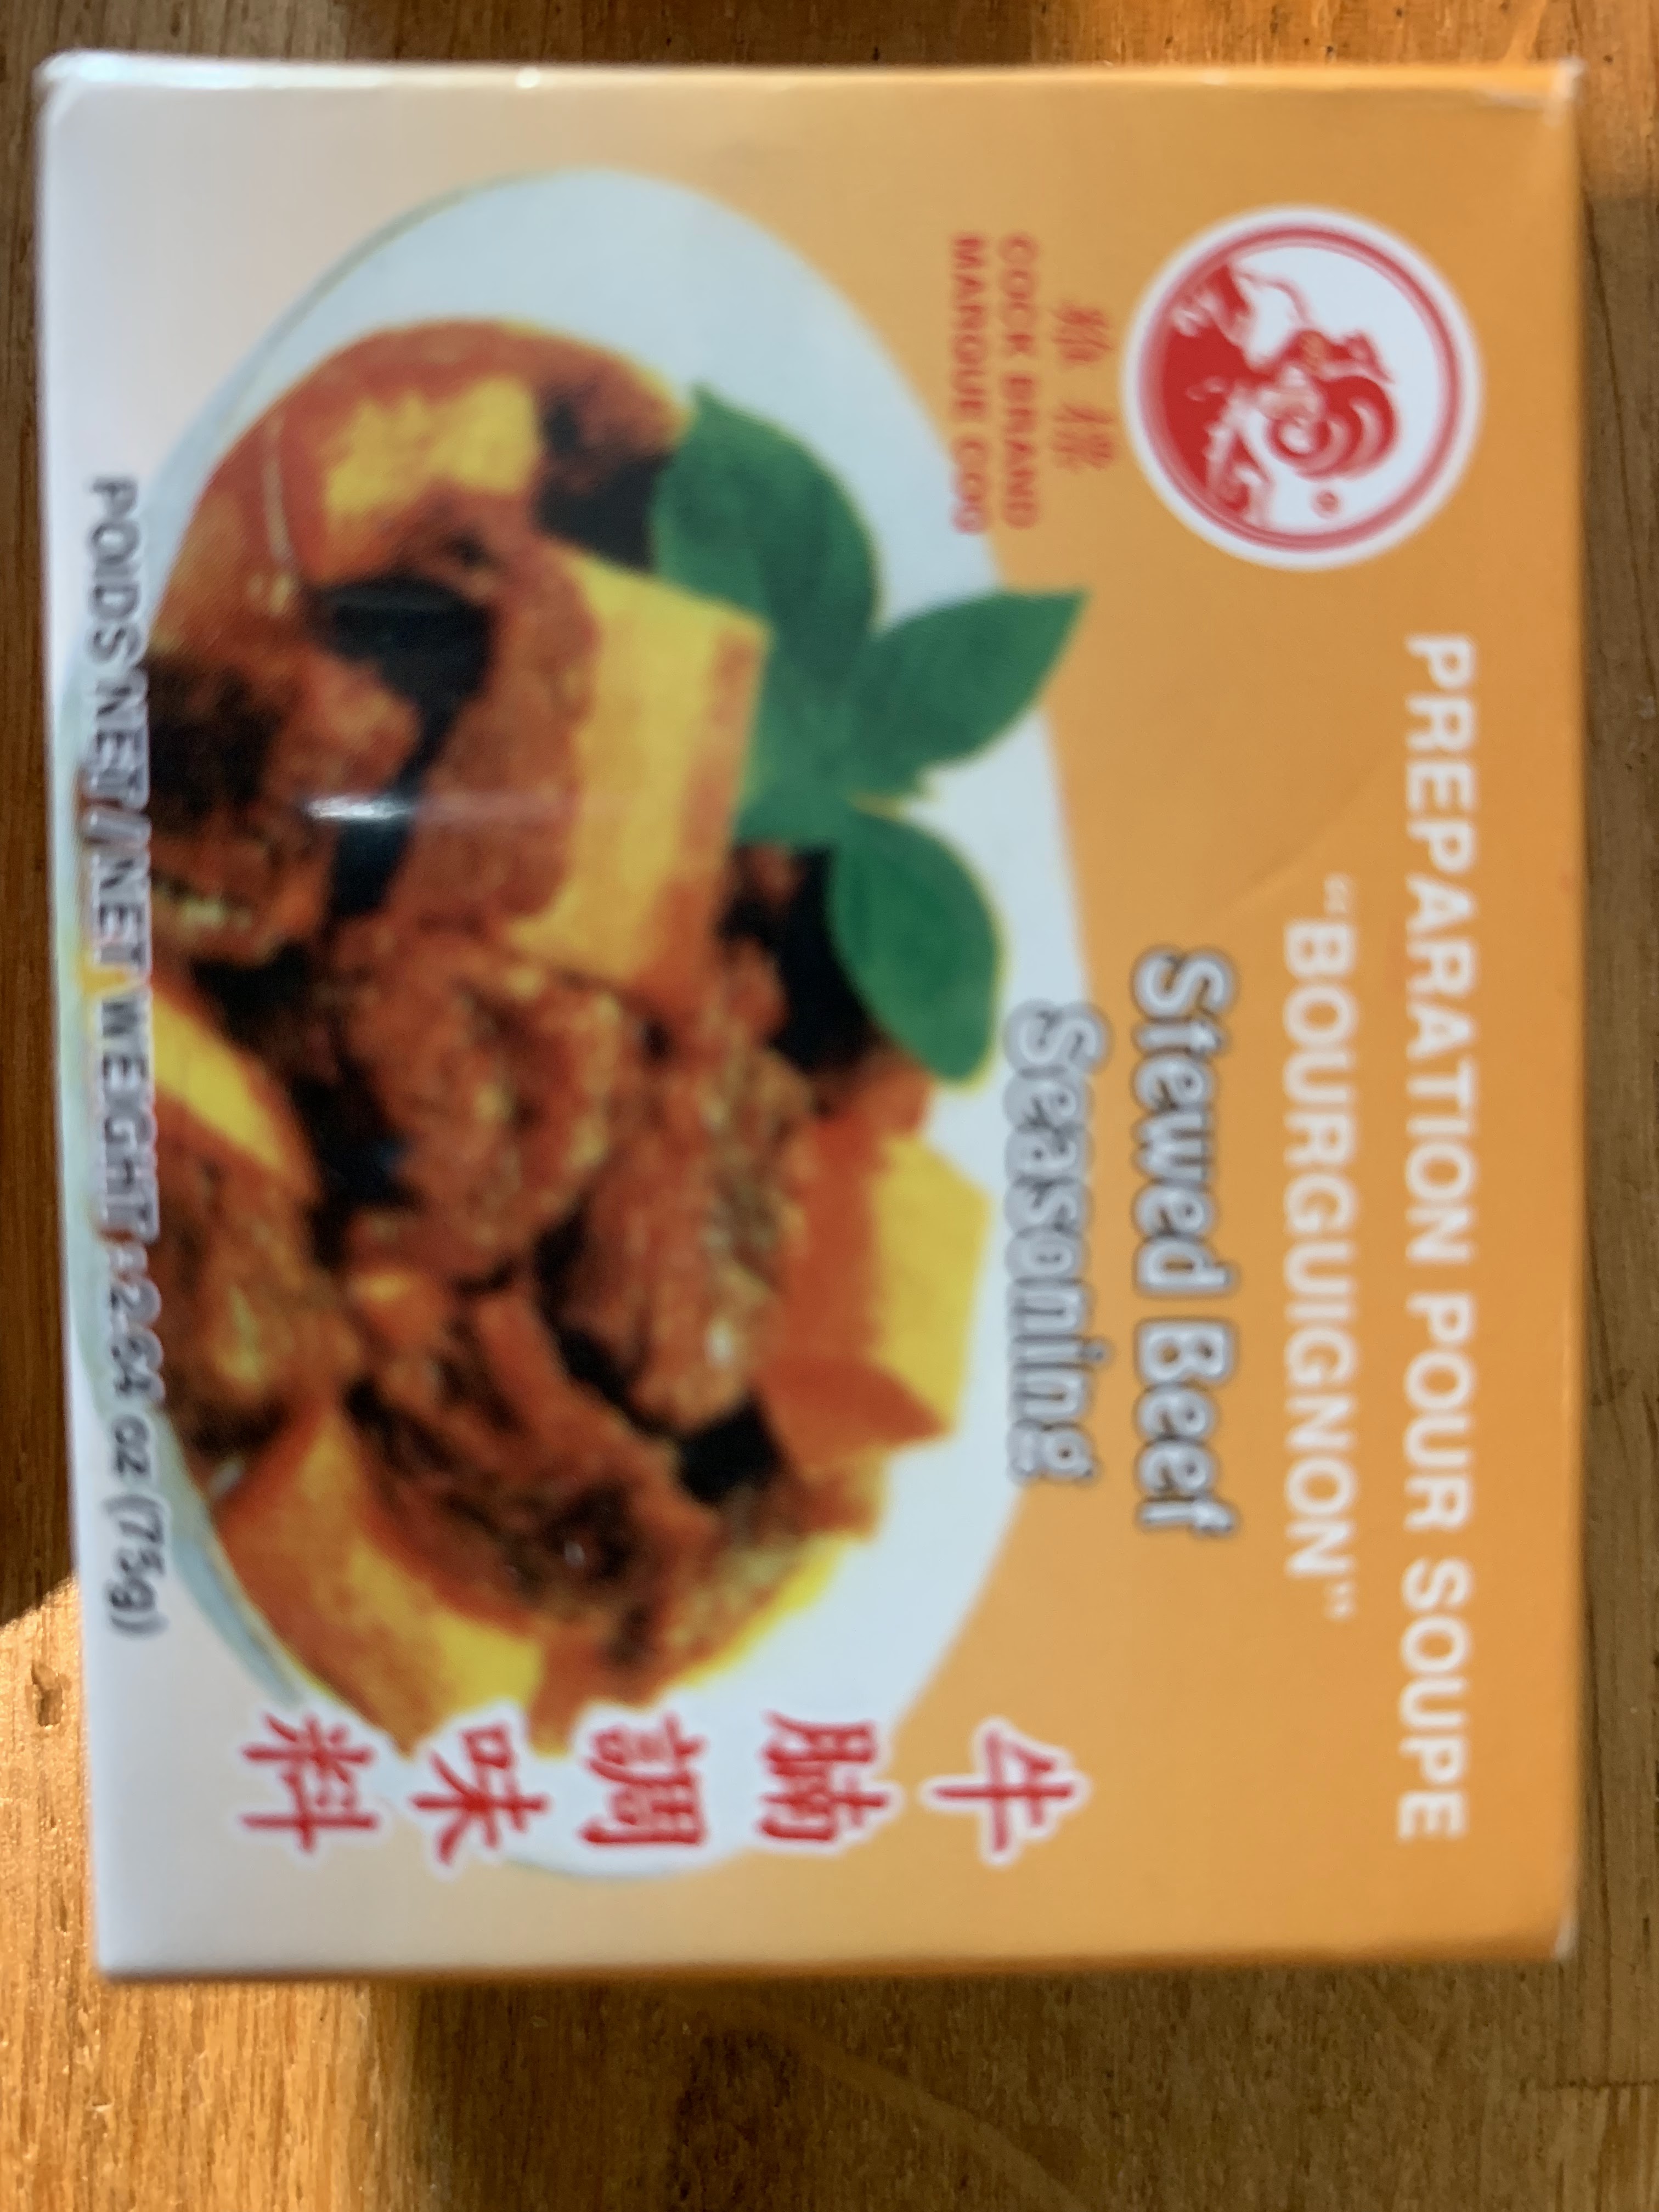 PREPARATION POUR SOUPE
“BOURGUIGNON”
Stewed Beef
Seasoning
雞標
COCK BRAND
MARQUE COQ
牛腩調味料
POIDS NET / NET WEIGHT : 2.64 oz (75g)